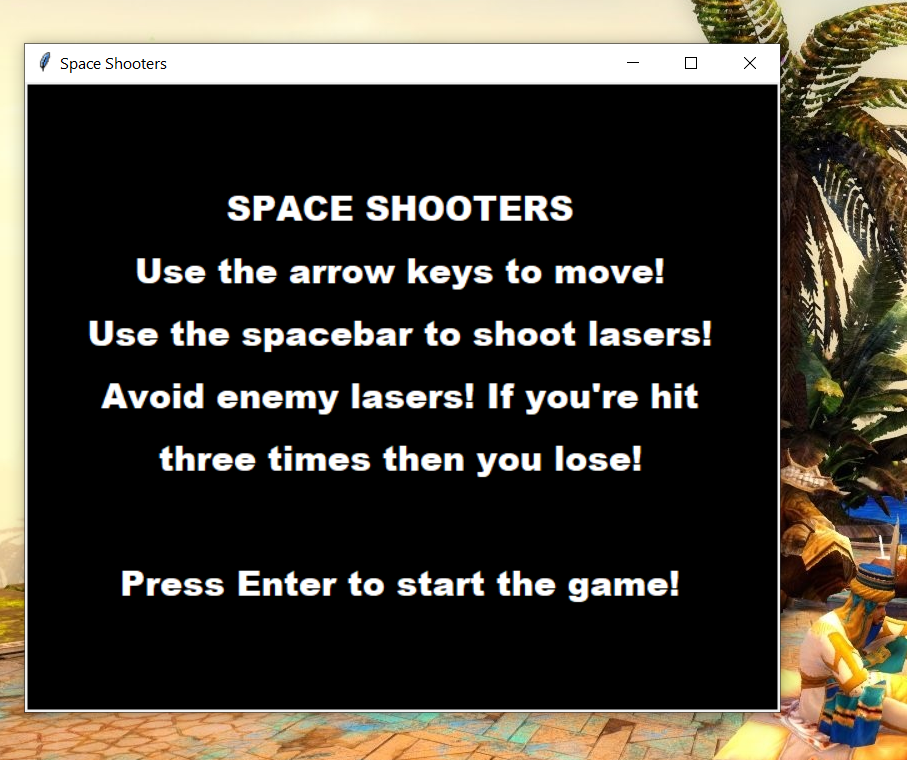 Space Shooters
SPACE SHOOTERS
Use the arrow keys to move!
Use the spacebar to shoot lasers!
Avoid enemy lasers! If you're hit
three times then you lose!
Press Enter to start the game!